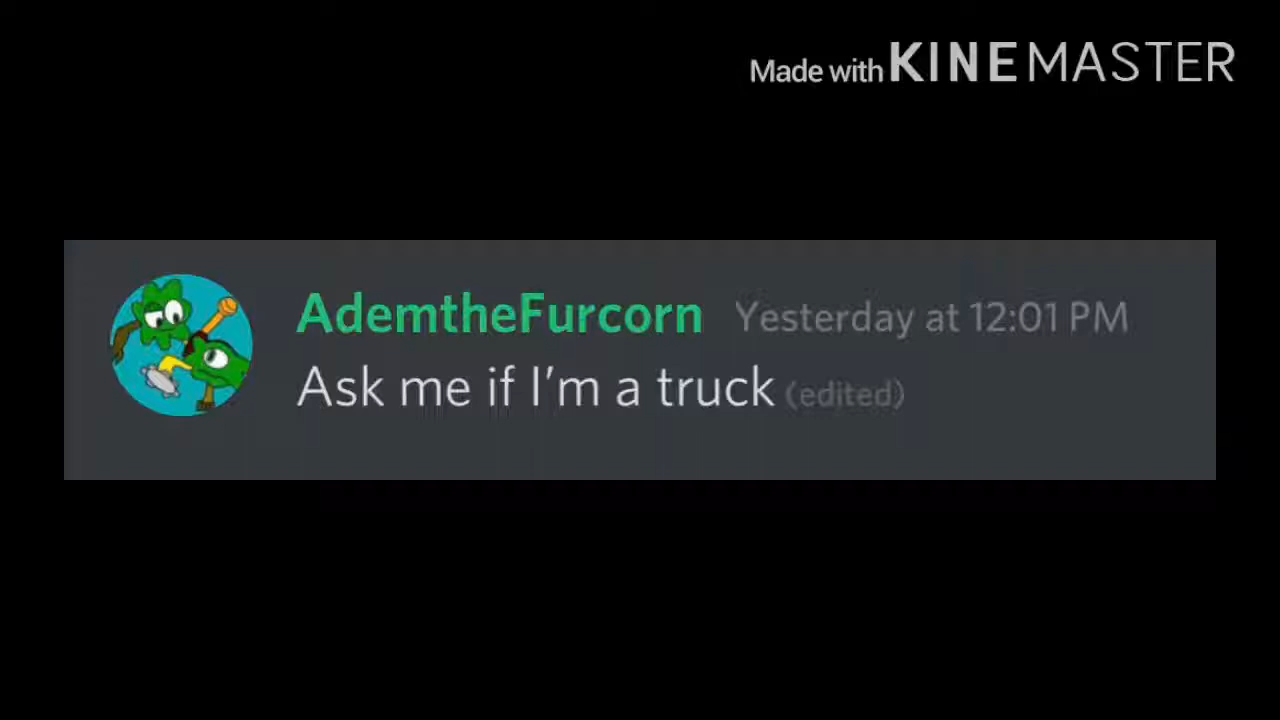 Made with KINEMASTER
AdemtheFurcorn Yesterday at 12:01 PM
Ask me if I'm a truck (edited)